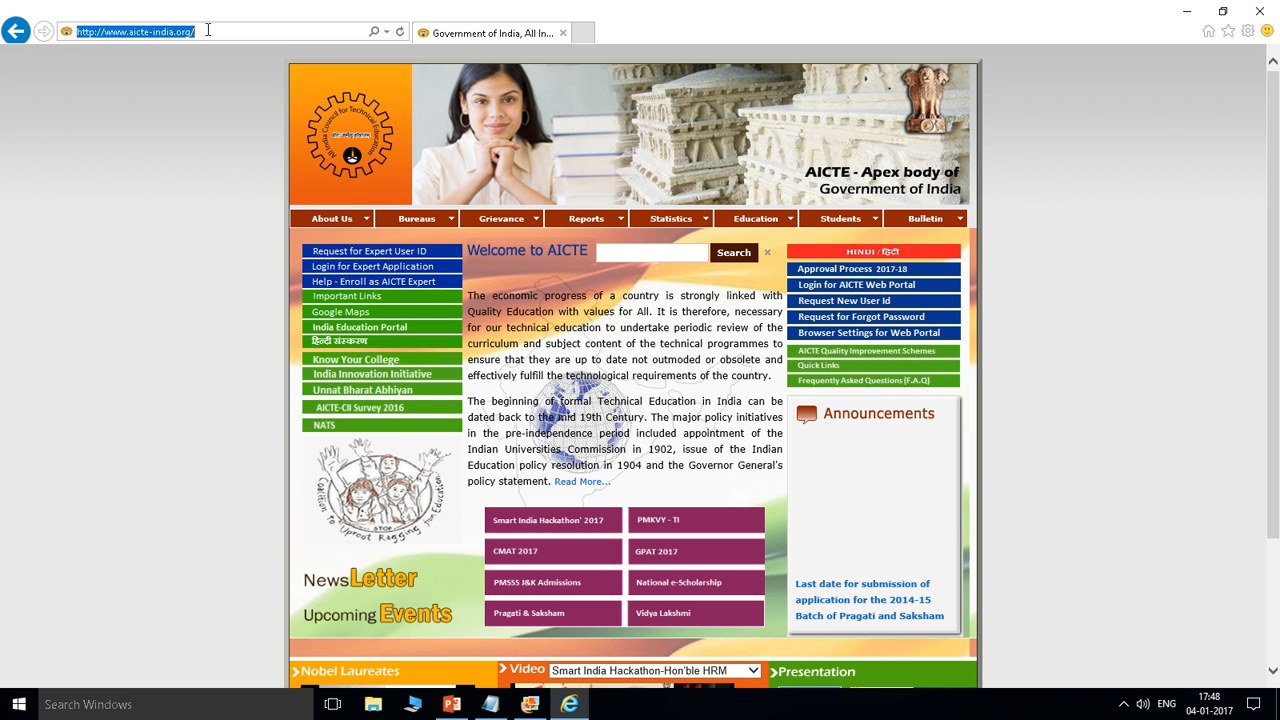 http://www.aicte-india.org/
Government of India, All In...
All India Council for Technical Education
AICTE - Apex body of
Government of India
About Us
Bureaus
Grievance
Reports
Statistics
Education
Students
Bulletin
Request for Expert User ID
Login for Expert Application
Help - Enroll as AICTE Expert
Important Links
Google Maps
India Education Portal
हिन्दी संस्करण
Know Your College
India Innovation Initiative
Unnat Bharat Abhiyan
AICTE-CII Survey 2016
NATS
STOP
Coalition to Uproot Ragging from Education
NewsLetter
Upcoming Events
Welcome to AICTE
Search
The economic progress of a country is strongly linked with
Quality Education with values for All. It is therefore, necessary
for our technical education to undertake periodic review of the
curriculum and subject content of the technical programmes to
ensure that they are up to date not outmoded or obsolete and
effectively fulfill the technological requirements of the country.
The beginning of formal Technical Education in India can be
dated back to the mid 19th Century. The major policy initiatives
in the pre-independence period included appointment of the
Indian Universities Commission in 1902, issue of the Indian
Education policy resolution in 1904 and the Governor General's
policy statement. Read More...
Smart India Hackathon' 2017
PMKVY - TI
CMAT 2017
GPAT 2017
PMSSS J&K Admissions
National e-Scholarship
Pragati & Saksham
Vidya Lakshmi
HINDI / हिंदी
Approval Process 2017-18
Login for AICTE Web Portal
Request New User Id
Request for Forgot Password
Browser Settings for Web Portal
AICTE Quality Improvement Schemes
Quick Links
Frequently Asked Questions (F.A.Q)
Announcements
Last date for submission of
application for the 2014-15
Batch of Pragati and Saksham
Nobel Laureates
Video
Smart India Hackathon-Hon'ble HRM
Presentation
Search Windows
ENG
17:48
04-01-2017